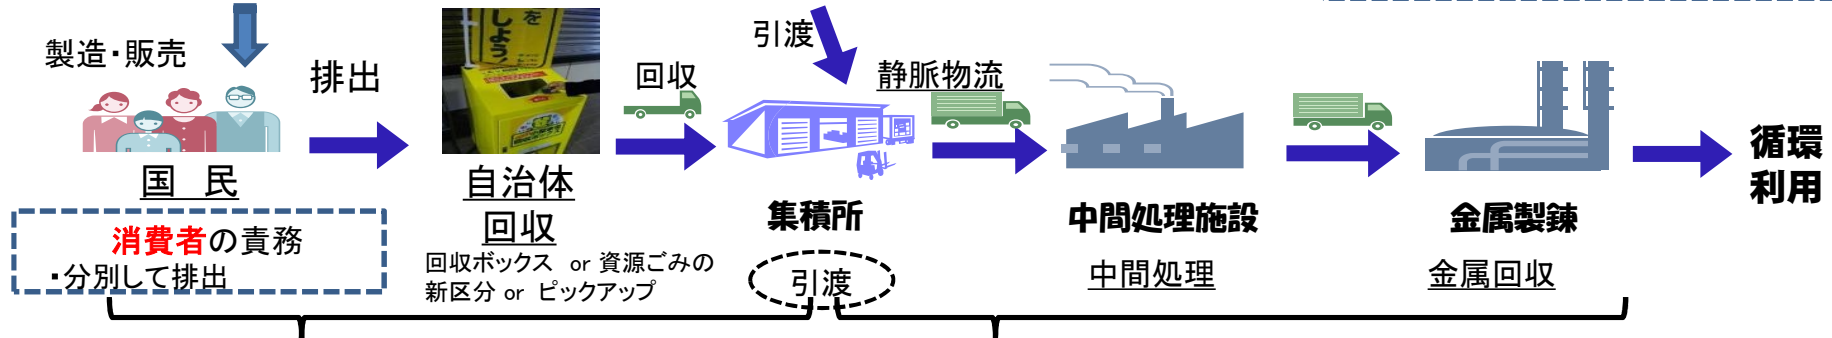 製造・販売
排出
を
しよう!
回収
引渡
静脈物流
国　民
自治体
回収
集積所
中間処理施設
金属製錬
循環
利用
消費者の責務
・分別して排出
回収ボックス　or 資源ごみの
新区分 or ピックアップ
引渡
中間処理
金属回収